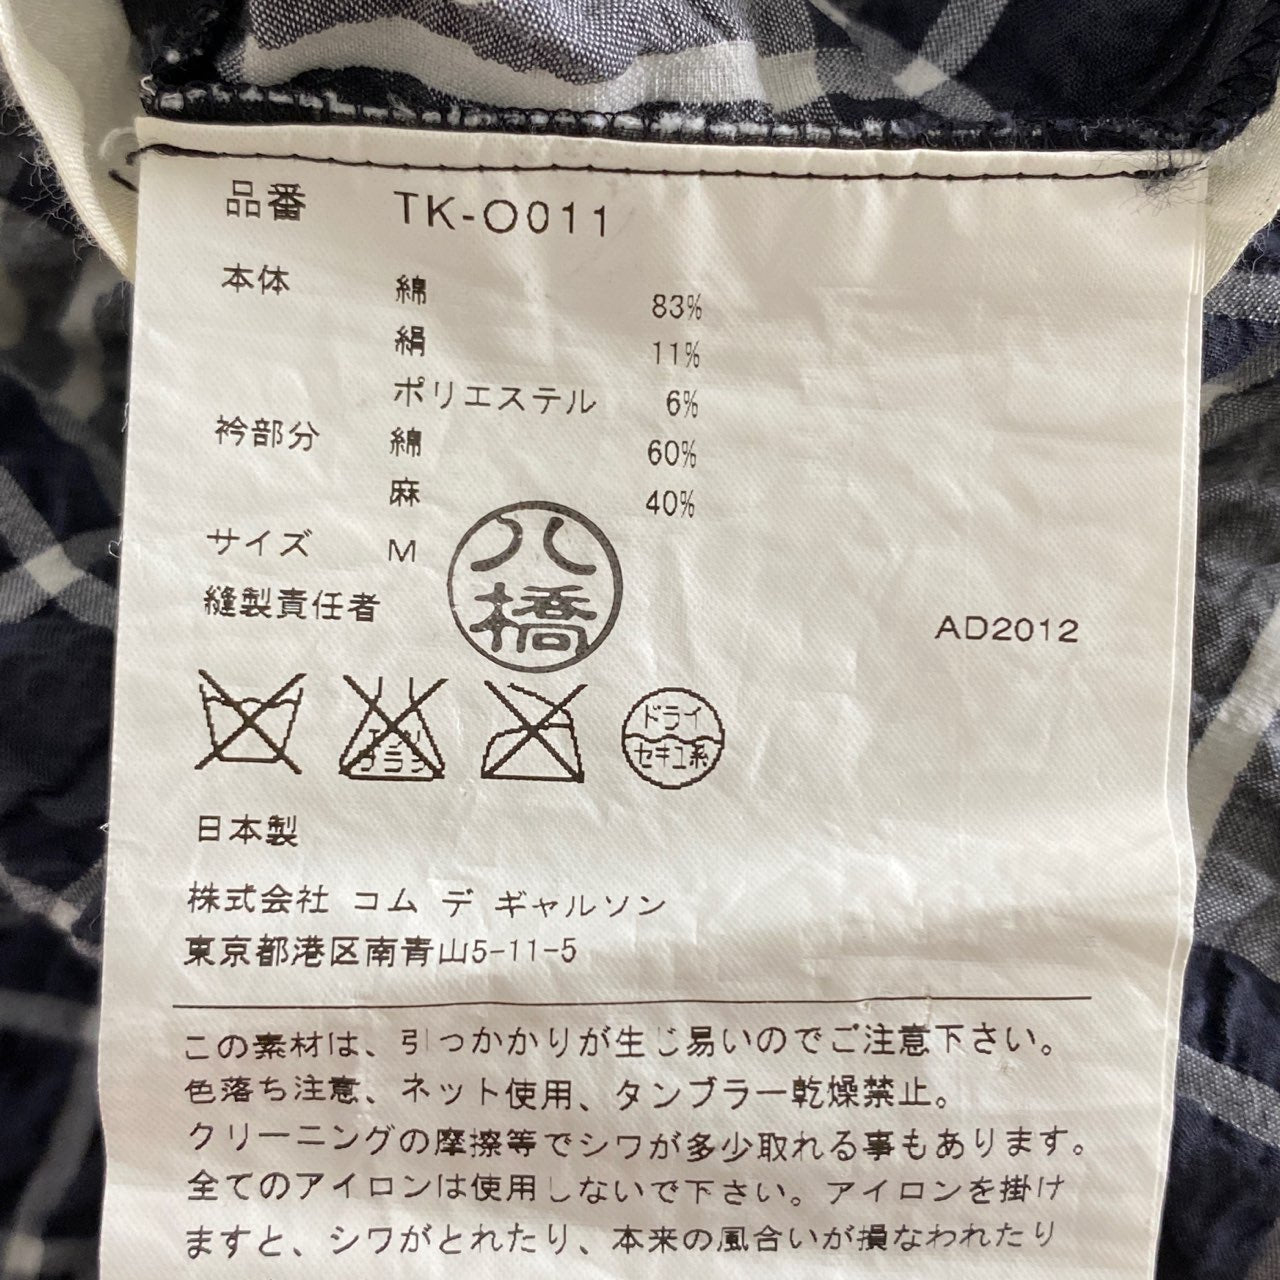 品番 TK-O011
本体 綿 83%
絹 11%
ポリエステル 6%
衿部分 綿 60%
麻 40%
サイズ M
縫製責任者 八橋
AD2012
エンソ
サラシ
ドライ
セキユ系
日本製
株式会社 コム デ ギャルソン
東京都港区南青山5-11-5
この素材は、引っかかりが生じ易いのでご注意下さい。
色落ち注意、ネット使用、タンブラー乾燥禁止。
クリーニングの摩擦等でシワが多少取れる事もあります。
全てのアイロンは使用しないで下さい。アイロンを掛け
ますと、シワがとれたり、本来の風合いが損なわれたり